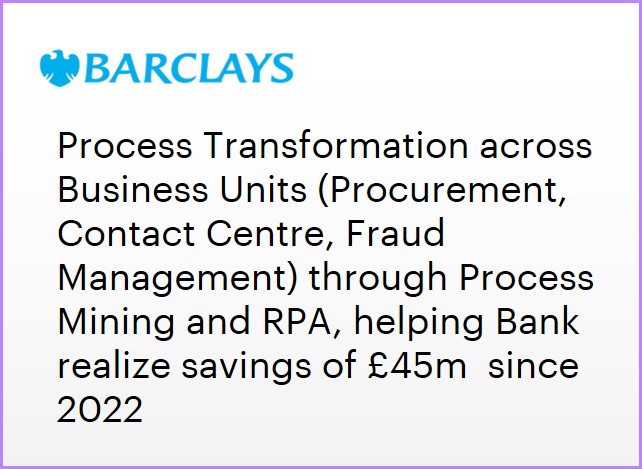 BARCLAYS
Process Transformation across
Business Units (Procurement,
Contact Centre, Fraud
Management) through Process
Mining and RPA, helping Bank
realize savings of £45m  since
2022